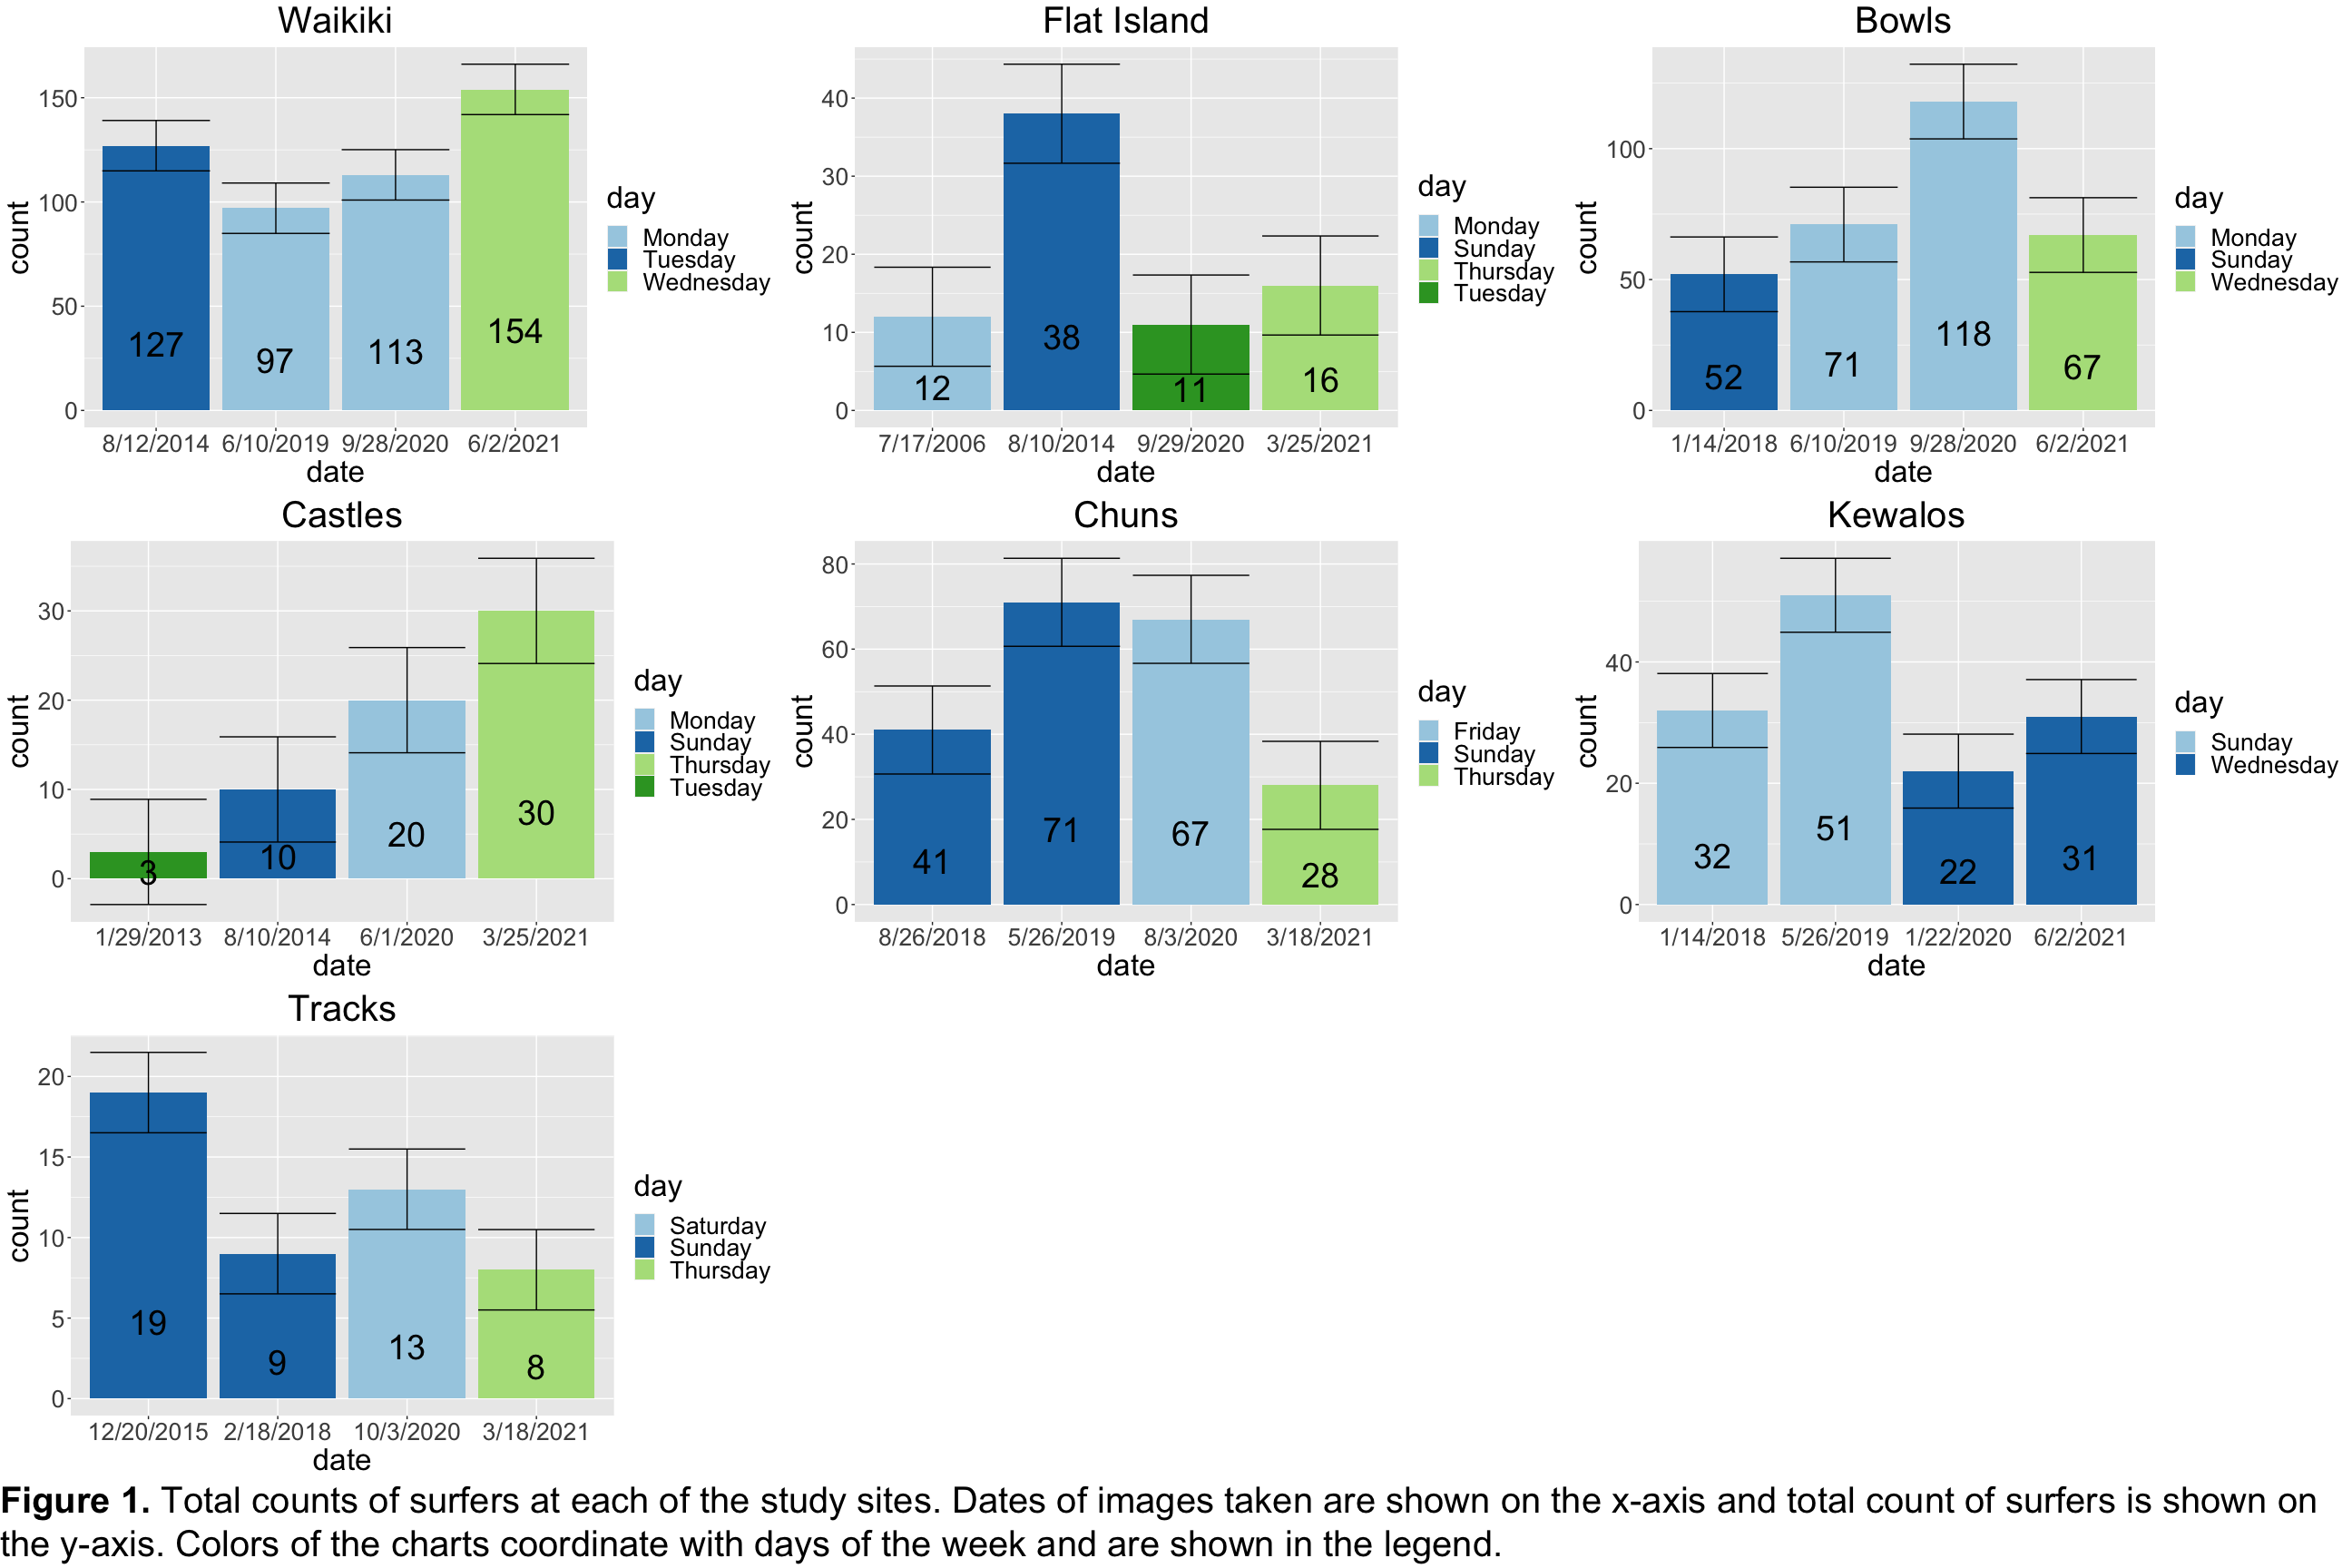 Waikiki
150
100
50
0
count
127
97
113
154
8/12/2014 6/10/2019 9/28/2020 6/2/2021
date
day
Monday
Tuesday
Wednesday
Flat Island
40
30
20
10
0
count
12
38
11
16
7/17/2006 8/10/2014 9/29/2020 3/25/2021
date
day
Monday
Sunday
Thursday
Tuesday
Bowls
100
50
0
count
52
71
118
67
1/14/2018 6/10/2019 9/28/2020 6/2/2021
date
day
Monday
Sunday
Wednesday
Castles
30
20
10
0
count
3
10
20
30
1/29/2013 8/10/2014 6/1/2020 3/25/2021
date
day
Monday
Sunday
Thursday
Tuesday
Chuns
80
60
40
20
0
count
41
71
67
28
8/26/2018 5/26/2019 8/3/2020 3/18/2021
date
day
Friday
Sunday
Thursday
Kewalos
40
20
0
count
32
51
22
31
1/14/2018 5/26/2019 1/22/2020 6/2/2021
date
day
Sunday
Wednesday
Tracks
20
15
10
5
0
count
19
9
13
8
12/20/2015 2/18/2018 10/3/2020 3/18/2021
date
day
Saturday
Sunday
Thursday
Figure 1. Total counts of surfers at each of the study sites. Dates of images taken are shown on the x-axis and total count of surfers is shown on
the y-axis. Colors of the charts coordinate with days of the week and are shown in the legend.